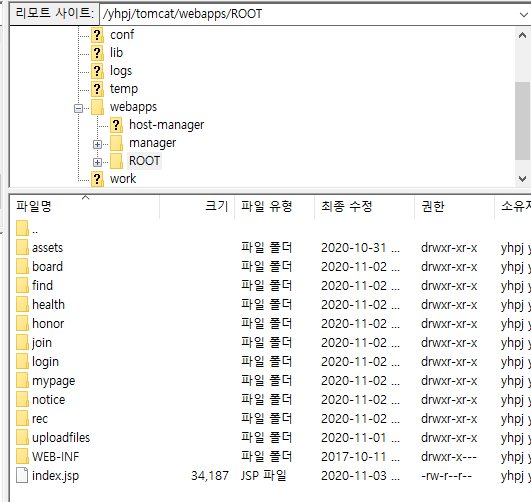 리모트 사이트: /yhpj/tomcat/webapps/ROOT
conf
lib
logs
temp
webapps
host-manager
manager
ROOT
work
파일명 크기 파일 유형 최종 수정 권한 소유자
..
assets 파일 폴더 2020-10-31 ... drwxr-xr-x yhpj y
board 파일 폴더 2020-11-02 ... drwxr-xr-x yhpj y
find 파일 폴더 2020-11-02 ... drwxr-xr-x yhpj y
health 파일 폴더 2020-11-02 ... drwxr-xr-x yhpj y
honor 파일 폴더 2020-11-02 ... drwxr-xr-x yhpj y
join 파일 폴더 2020-11-02 ... drwxr-xr-x yhpj y
login 파일 폴더 2020-11-02 ... drwxr-xr-x yhpj y
mypage 파일 폴더 2020-11-02 ... drwxr-xr-x yhpj y
notice 파일 폴더 2020-11-02 ... drwxr-xr-x yhpj y
rec 파일 폴더 2020-11-02 ... drwxr-xr-x yhpj y
uploadfiles 파일 폴더 2020-11-01 ... drwxr-xr-x yhpj y
WEB-INF 파일 폴더 2017-10-11 ... drwxr-x--- yhpj y
index.jsp 34,187 JSP 파일 2020-11-03 ... -rw-r--r-- yhpj y